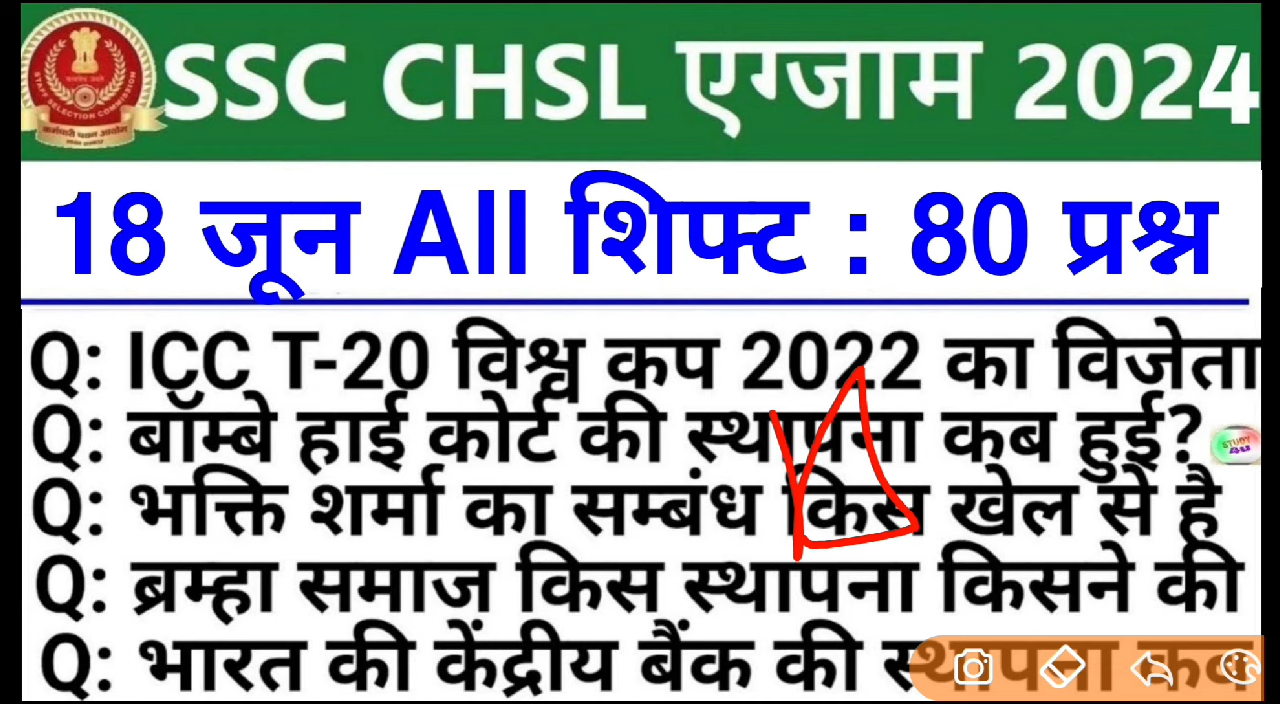 SSC CHSL एग्जाम 2024
18 जून All शिफ्ट : 80 प्रश्न
Q: ICC T-20 विश्व कप 2022 का विजेता
Q: बॉम्बे हाई कोर्ट की स्थापना कब हुई?
Q: भक्ति शर्मा का सम्बंध किस खेल से है
Q: ब्रम्हा समाज किस स्थापना किसने की
Q: भारत की केंद्रीय बैंक की स्थापना कब